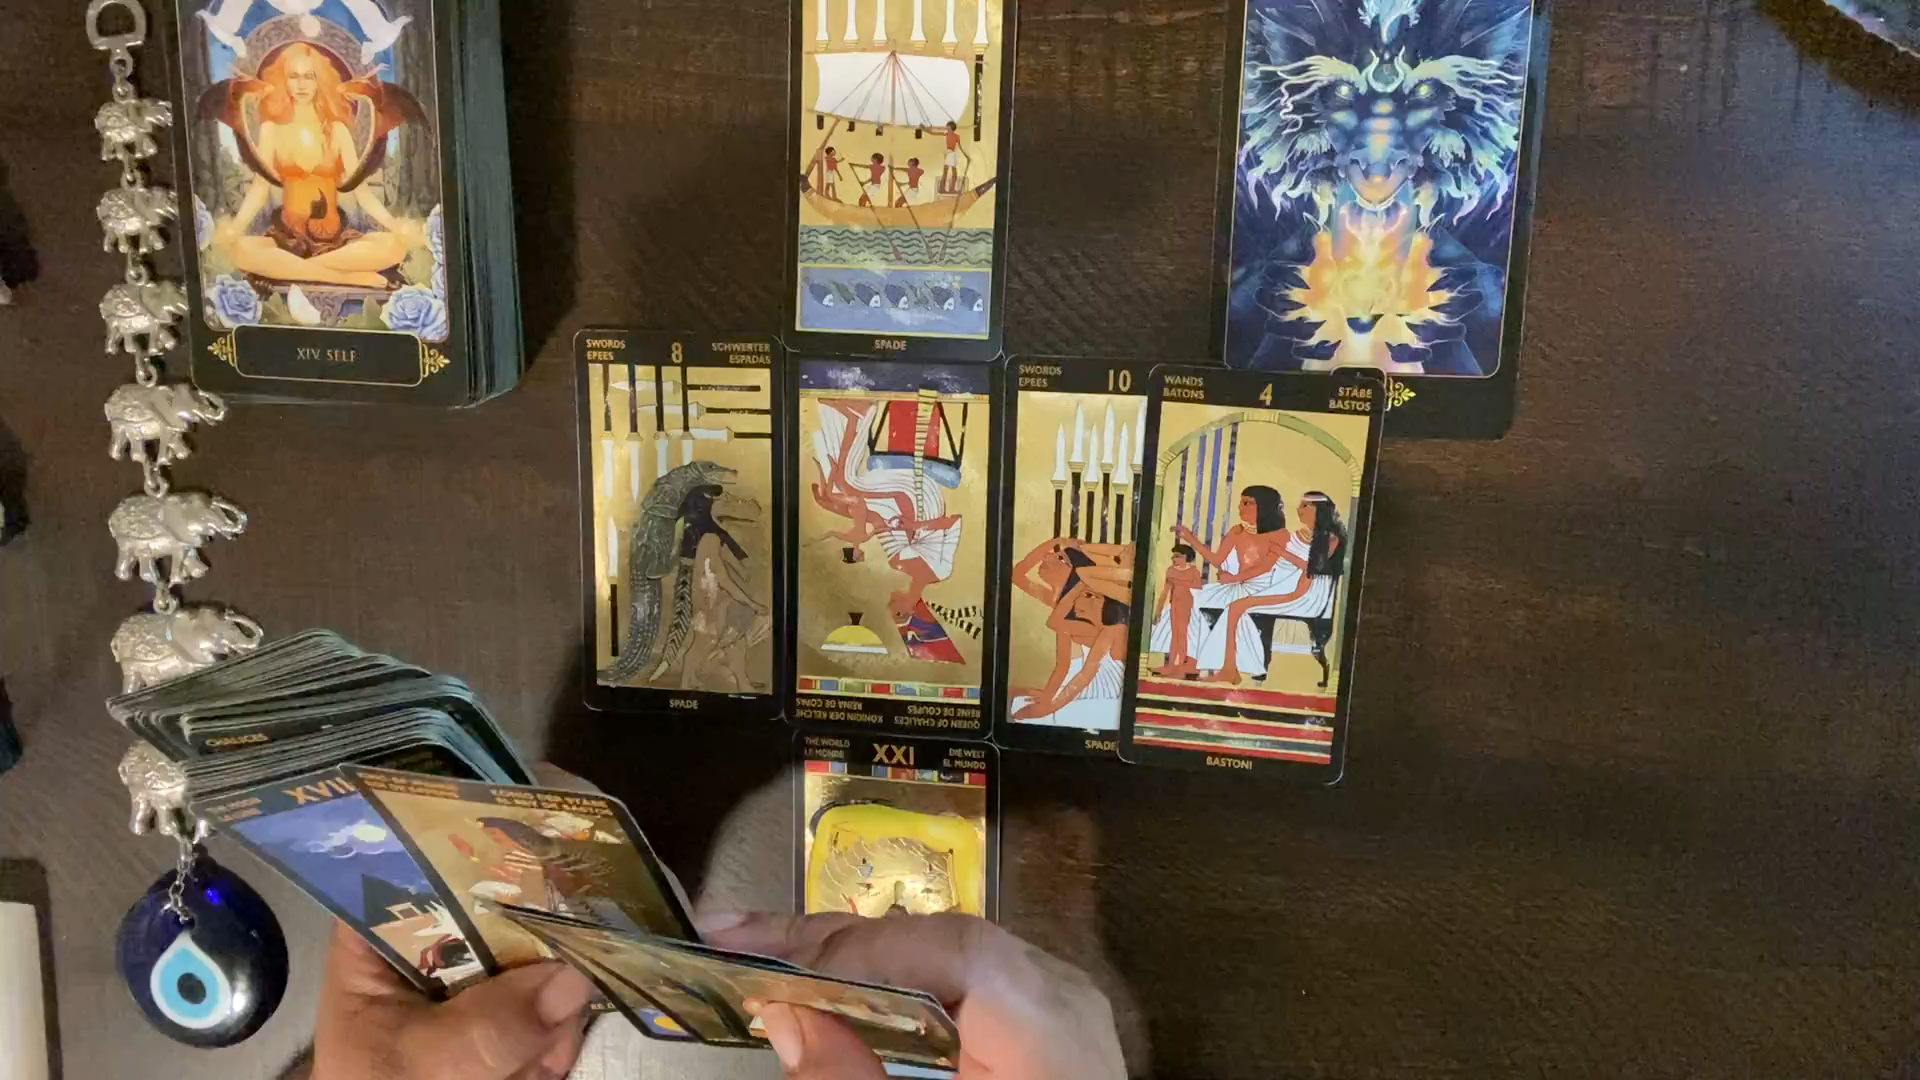 XIV SELF
SPADE
SWORDS
EPEES
8
SCHWERTER
ESPADAS
SPADE
QUEEN OF CHALICES
REINE DE COUPES
KÖNIGIN DER KELCHE
REINA DE COPAS
SWORDS
EPEES
10
SPADE
WANDS
BATONS
4
STÄBE
BASTOS
BASTONI
THE WORLD
LE MONDE
XXI
DIE WELT
EL MUNDO
CHALICES